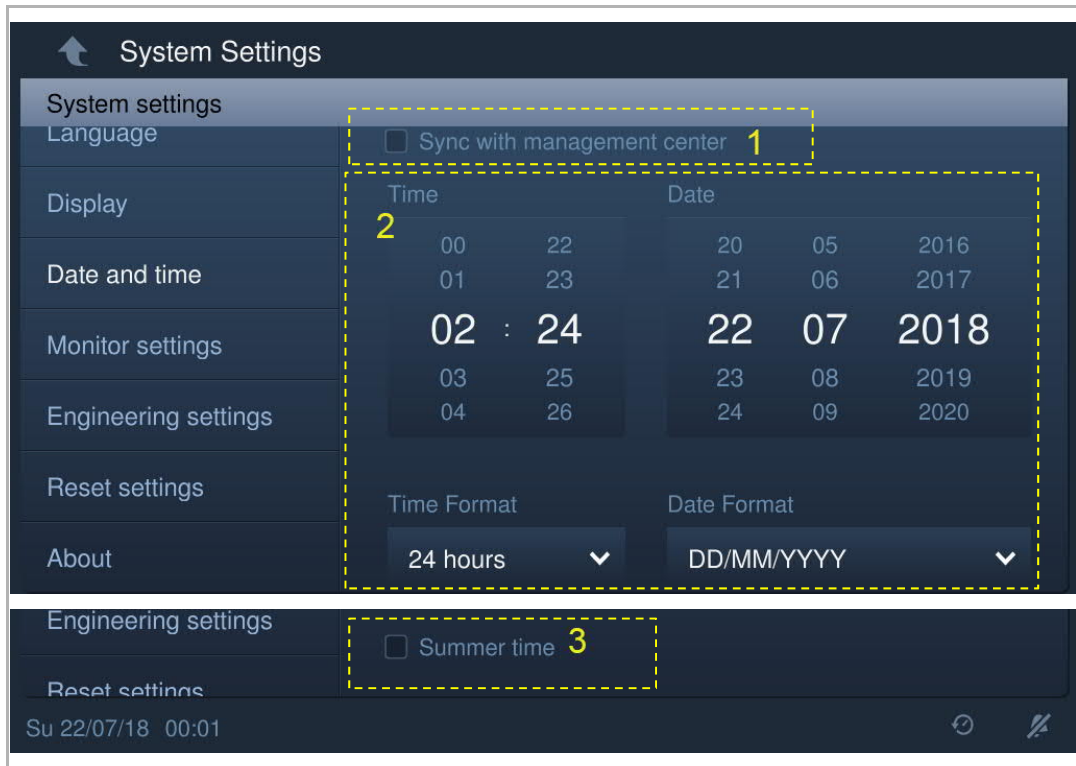 System Settings
System settings
Language
Sync with management center 1
Display
Time Date
2
00 22 20 05 2016
Date and time
01 23 21 06 2017
02 : 24 22 07 2018
Monitor settings
03 25 23 08 2019
Engineering settings
04 26 24 09 2020
Reset settings
Time Format Date Format
About
24 hours DD/MM/YYYY
Engineering settings
Summer time 3
Reset settings
Su 22/07/18 00:01